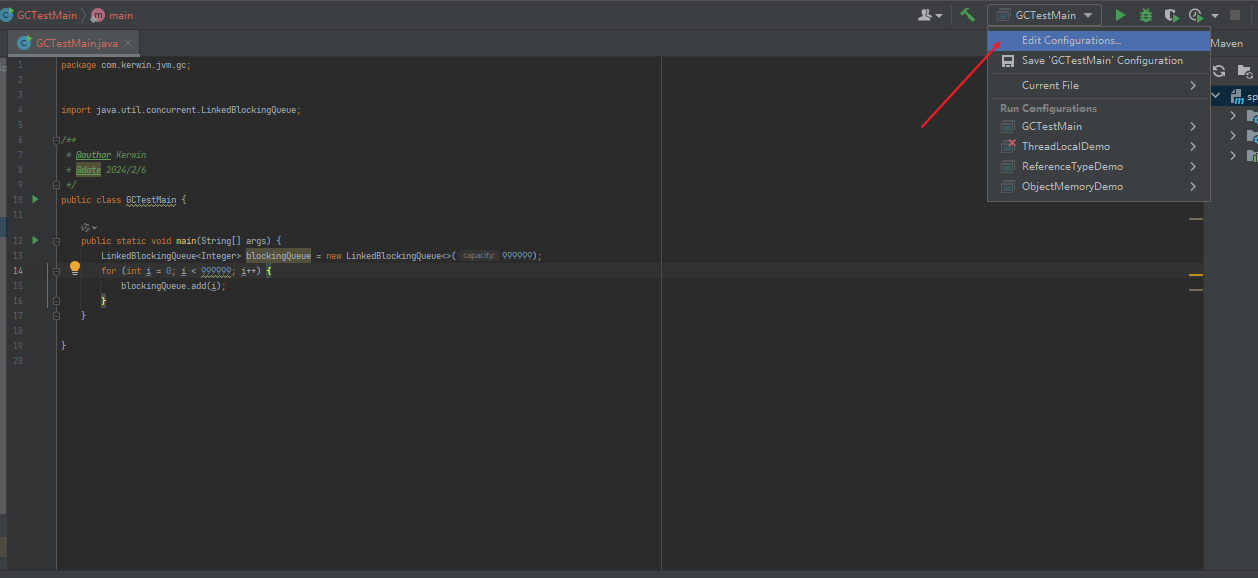 GCTestMain main
GCTestMain
Edit Configurations...
Save 'GCTestMain' Configuration
Current File
Run Configurations
GCTestMain
ThreadLocalDemo
ReferenceTypeDemo
ObjectMemoryDemo
Maven
sp
GCTestMain.java
1 package com.kerwin.jvm.gc;
2
3
4 import java.util.concurrent.LinkedBlockingQueue;
5
6 /**
7 * @author Kerwin
8 * @date 2024/2/6
9 */
10 public class GCTestMain {
11
12 public static void main(String[] args) {
13 LinkedBlockingQueue<Integer> blockingQueue = new LinkedBlockingQueue<>( capacity: 999999);
14 for (int i = 0; i < 999999; i++) {
15 blockingQueue.add(i);
16 }
17 }
18
19 }
20